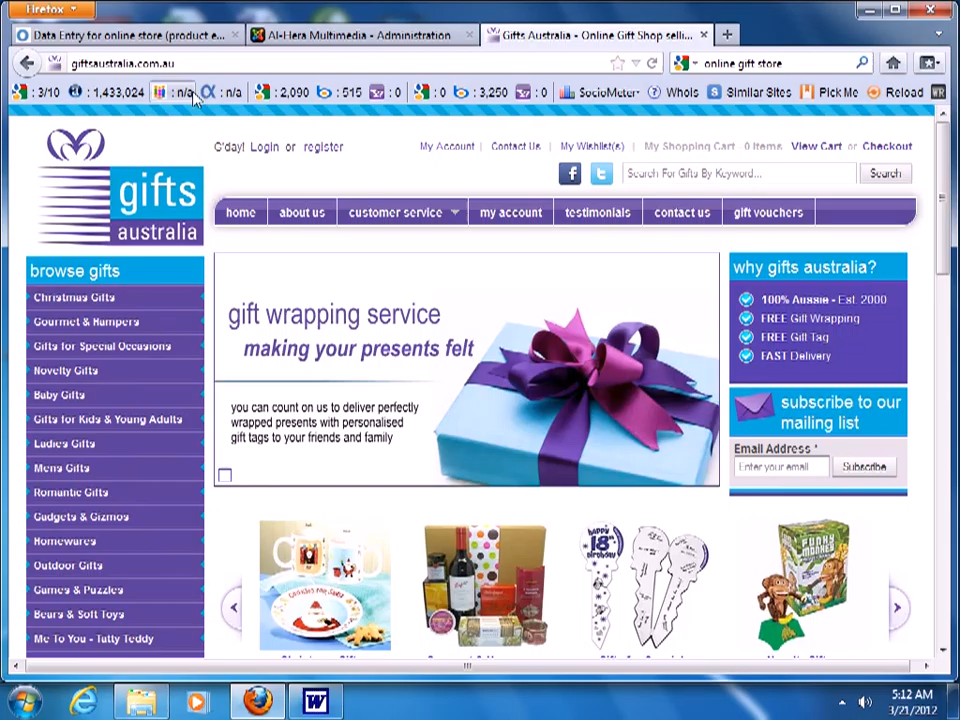 Firefox
Data Entry for online store (product e...
Al-Hera Multimedia - Administration
Gifts Australia - Online Gift Shop selli...
giftsaustralia.com.au
online gift store
: 3/10 : 1,433,024 : n/a : n/a : 2,090 : 515 : 0 : 0 : 3,250 : 0 SocioMeter Whois Similar Sites Pick Me Reload WR
G'day! Login or register
My Account | Contact Us | My Wishlist(s) | My Shopping Cart - 0 Items View Cart or Checkout
Search For Gifts By Keyword... Search
gifts
australia
home about us customer service my account testimonials contact us gift vouchers
browse gifts
Christmas Gifts
Gourmet & Hampers
Gifts for Special Occasions
Novelty Gifts
Baby Gifts
Gifts for Kids & Young Adults
Ladies Gifts
Mens Gifts
Romantic Gifts
Gadgets & Gizmos
Homewares
Outdoor Gifts
Games & Puzzles
Bears & Soft Toys
Me To You - Tatty Teddy
gift wrapping service
making your presents felt
you can count on us to deliver perfectly
wrapped presents with personalised
gift tags to your friends and family
why gifts australia?
100% Aussie - Est. 2000
FREE Gift Wrapping
FREE Gift Tag
FAST Delivery
subscribe to our
mailing list
Email Address *
Enter your email Subscribe
HAPPY
18th
BIRTHDAY
FUNKY
MONKEY
5:12 AM
3/21/2012